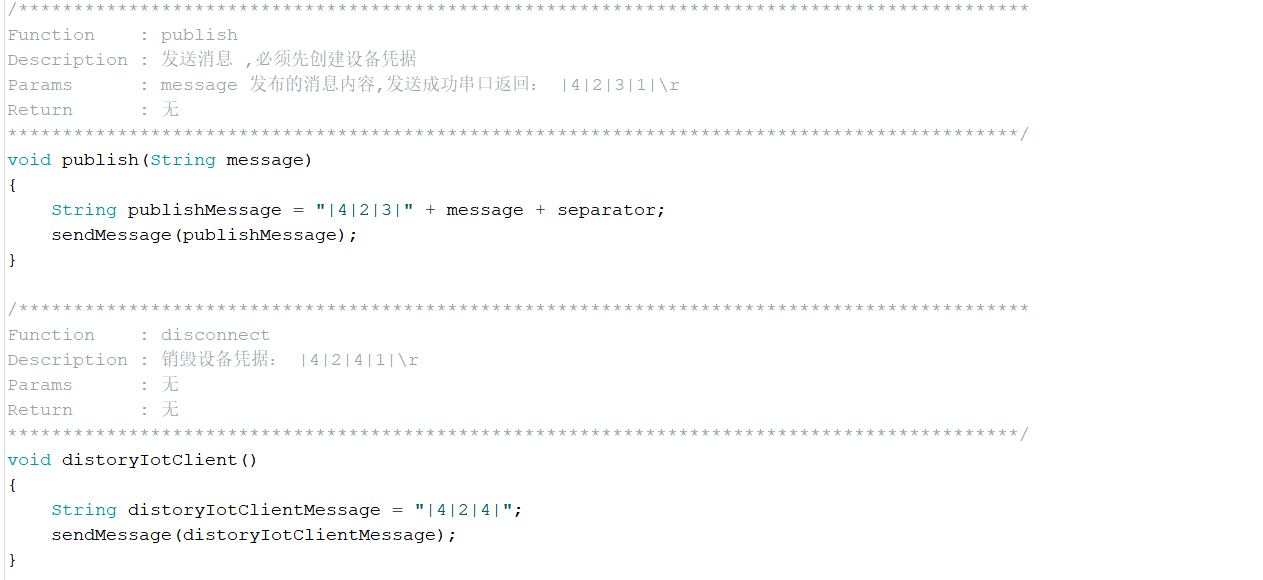 /*********************************************************************************************
Function    : publish
Description : 发送消息 ,必须先创建设备凭据
Params      : message 发布的消息内容,发送成功串口返回： |4|2|3|1|\r
Return      : 无
*********************************************************************************************/
void publish(String message)
{
    String publishMessage = "|4|2|3|" + message + separator;
    sendMessage(publishMessage);
}
/*********************************************************************************************
Function    : disconnect
Description : 销毁设备凭据： |4|2|4|1|\r
Params      : 无
Return      : 无
*********************************************************************************************/
void distoryIotClient()
{
    String distoryIotClientMessage = "|4|2|4|";
    sendMessage(distoryIotClientMessage);
}